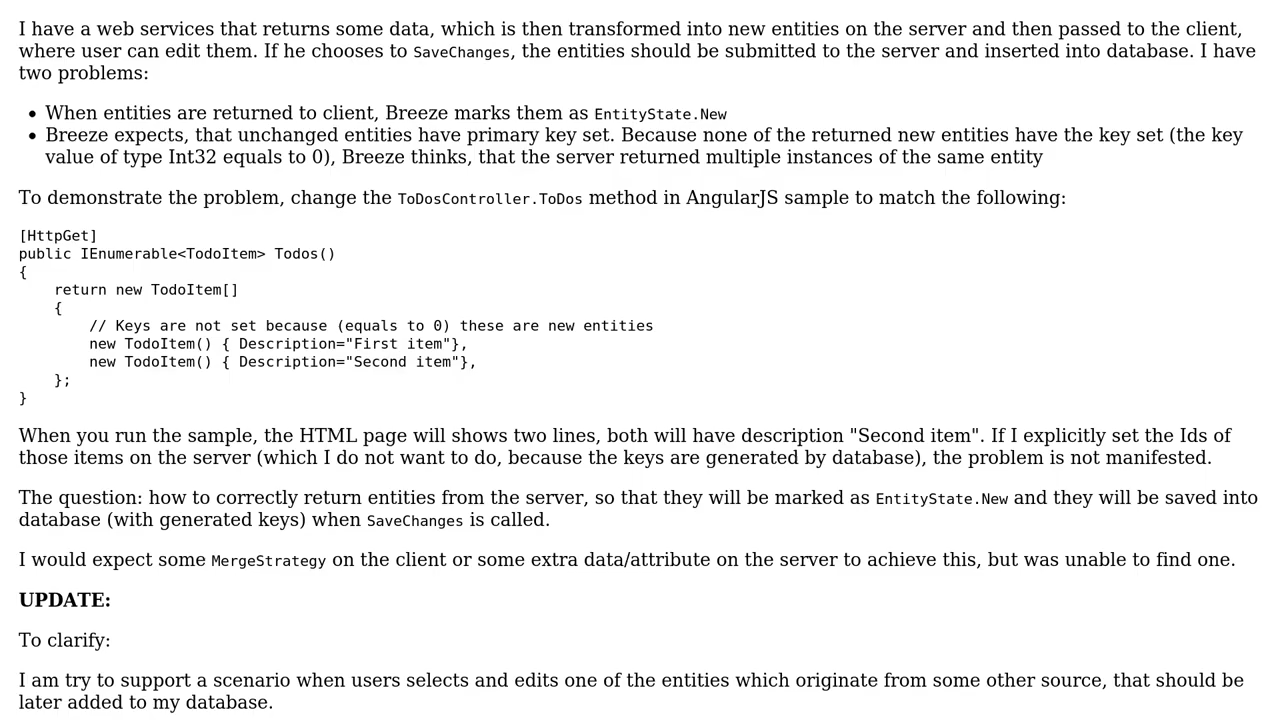 I have a web services that returns some data, which is then transformed into new entities on the server and then passed to the client,
where user can edit them. If he chooses to SaveChanges, the entities should be submitted to the server and inserted into database. I have
two problems:
• When entities are returned to client, Breeze marks them as EntityState.New
• Breeze expects, that unchanged entities have primary key set. Because none of the returned new entities have the key set (the key
value of type Int32 equals to 0), Breeze thinks, that the server returned multiple instances of the same entity
To demonstrate the problem, change the ToDosController.ToDos method in AngularJS sample to match the following:
[HttpGet]
public IEnumerable<TodoItem> Todos()
{
    return new TodoItem[]
    {
        // Keys are not set because (equals to 0) these are new entities
        new TodoItem() { Description="First item"},
        new TodoItem() { Description="Second item"},
    };
}
When you run the sample, the HTML page will shows two lines, both will have description "Second item". If I explicitly set the Ids of
those items on the server (which I do not want to do, because the keys are generated by database), the problem is not manifested.
The question: how to correctly return entities from the server, so that they will be marked as EntityState.New and they will be saved into
database (with generated keys) when SaveChanges is called.
I would expect some MergeStrategy on the client or some extra data/attribute on the server to achieve this, but was unable to find one.
UPDATE:
To clarify:
I am try to support a scenario when users selects and edits one of the entities which originate from some other source, that should be
later added to my database.